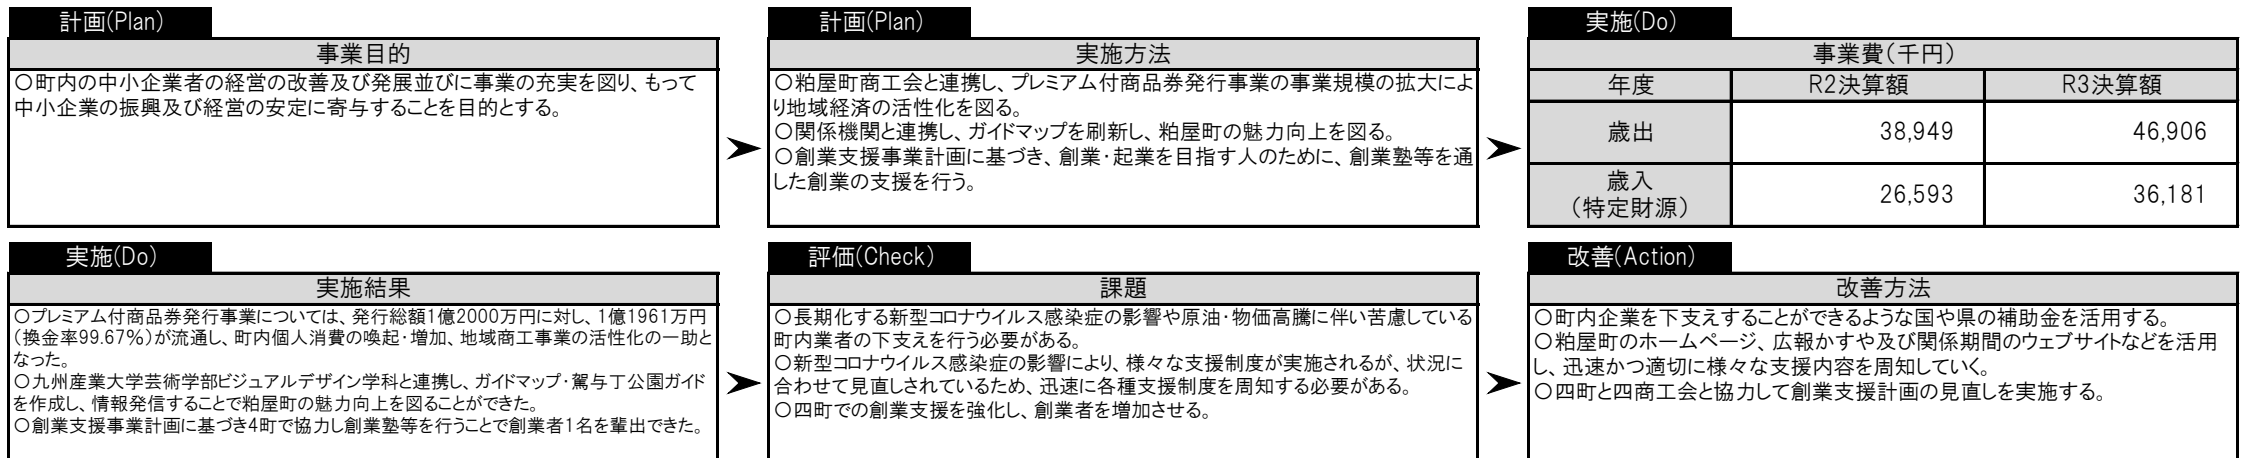 計画(Plan)
事業目的
○町内の中小企業者の経営の改善及び発展並びに事業の充実を図り、もって
中小企業の振興及び経営の安定に寄与することを目的とする。
計画(Plan)
実施方法
○粕屋町商工会と連携し、プレミアム付商品券発行事業の事業規模の拡大によ
り地域経済の活性化を図る。
○関係機関と連携し、ガイドマップを刷新し、粕屋町の魅力向上を図る。
○創業支援事業計画に基づき、創業・起業を目指す人のために、創業塾等を通
した創業の支援を行う。
実施(Do)
事業費(千円)
年度 R2決算額 R3決算額
歳出 38,949 46,906
歳入
(特定財源) 26,593 36,181
実施(Do)
実施結果
○プレミアム付商品券発行事業については、発行総額1億2000万円に対し、1億1961万円
(換金率99.67%)が流通し、町内個人消費の喚起・増加、地域商工事業の活性化の一助と
なった。
○九州産業大学芸術学部ビジュアルデザイン学科と連携し、ガイドマップ・駕与丁公園ガイド
を作成し、情報発信することで粕屋町の魅力向上を図ることができた。
○創業支援事業計画に基づき4町で協力し創業塾等を行うことで創業者1名を輩出できた。
評価(Check)
課題
○長期化する新型コロナウイルス感染症の影響や原油・物価高騰に伴い苦慮している
町内業者の下支えを行う必要がある。
○新型コロナウイルス感染症の影響により、様々な支援制度が実施されるが、状況に
合わせて見直しされているため、迅速に各種支援制度を周知する必要がある。
○四町での創業支援を強化し、創業者を増加させる。
改善(Action)
改善方法
○町内企業を下支えすることができるような国や県の補助金を活用する。
○粕屋町のホームページ、広報かすや及び関係期間のウェブサイトなどを活用
し、迅速かつ適切に様々な支援内容を周知していく。
○四町と四商工会と協力して創業支援計画の見直しを実施する。